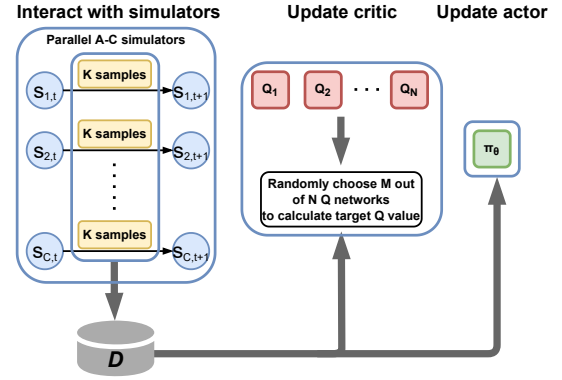 Interact with simulators
Update critic
Update actor
Parallel A-C simulators
S1,t
K samples
S1,t+1
S2,t
K samples
S2,t+1
SC,t
K samples
SC,t+1
Q1
Q2
. . .
QN
Randomly choose M out
of N Q networks
to calculate target Q value
πθ
D